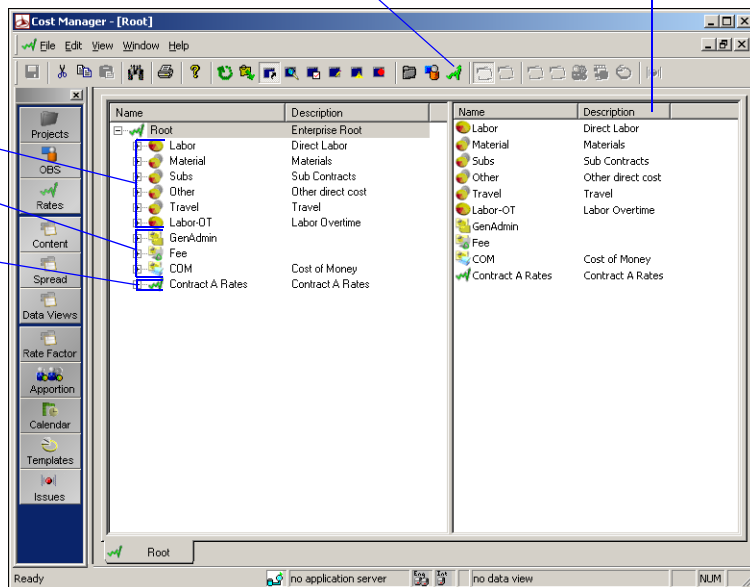 Cost Manager - [Root]
File Edit View Window Help
Projects
OBS
Rates
Content
Spread
Data Views
Rate Factor
Apportion
Calendar
Templates
Issues
Name Description
Root Enterprise Root
Labor Direct Labor
Material Materials
Subs Sub Contracts
Other Other direct cost
Travel Travel
Labor-OT Labor Overtime
GenAdmin
Fee
COM Cost of Money
Contract A Rates Contract A Rates
Name Description
Labor Direct Labor
Material Materials
Subs Sub Contracts
Other Other direct cost
Travel Travel
Labor-OT Labor Overtime
GenAdmin
Fee
COM Cost of Money
Contract A Rates Contract A Rates
Root
Ready no application server Eng Int no data view NUM